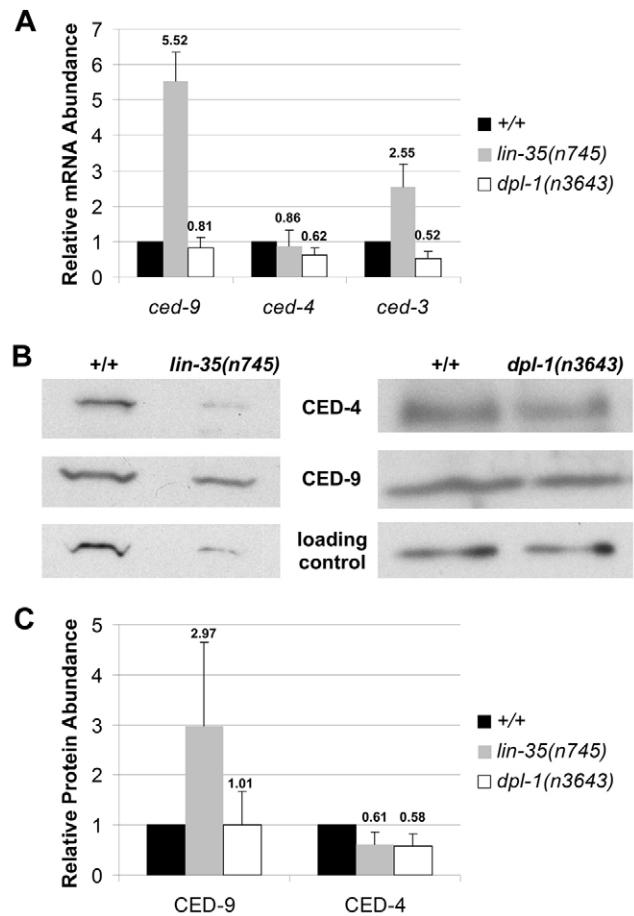 A
Relative mRNA Abundance
7
6
5
4
3
2
1
0
5.52
0.81
0.86
0.62
2.55
0.52
ced-9
ced-4
ced-3
+/+
lin-35(n745)
dpl-1(n3643)
B
+/+
lin-35(n745)
+/+
dpl-1(n3643)
CED-4
CED-9
loading
control
C
Relative Protein Abundance
5
4
3
2
1
0
2.97
1.01
0.61
0.58
CED-9
CED-4
+/+
lin-35(n745)
dpl-1(n3643)